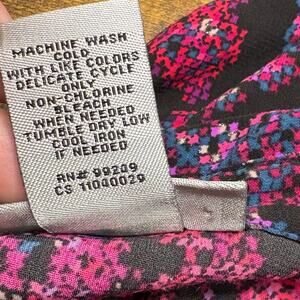 MACHINE WASH
COLD
WITH LIKE COLORS
DELICATE CYCLE
ONLY
NON-CHLORINE
BLEACH
WHEN NEEDED
TUMBLE DRY LOW
COOL IRON
IF NEEDED
RN# 99209
CS 11040029